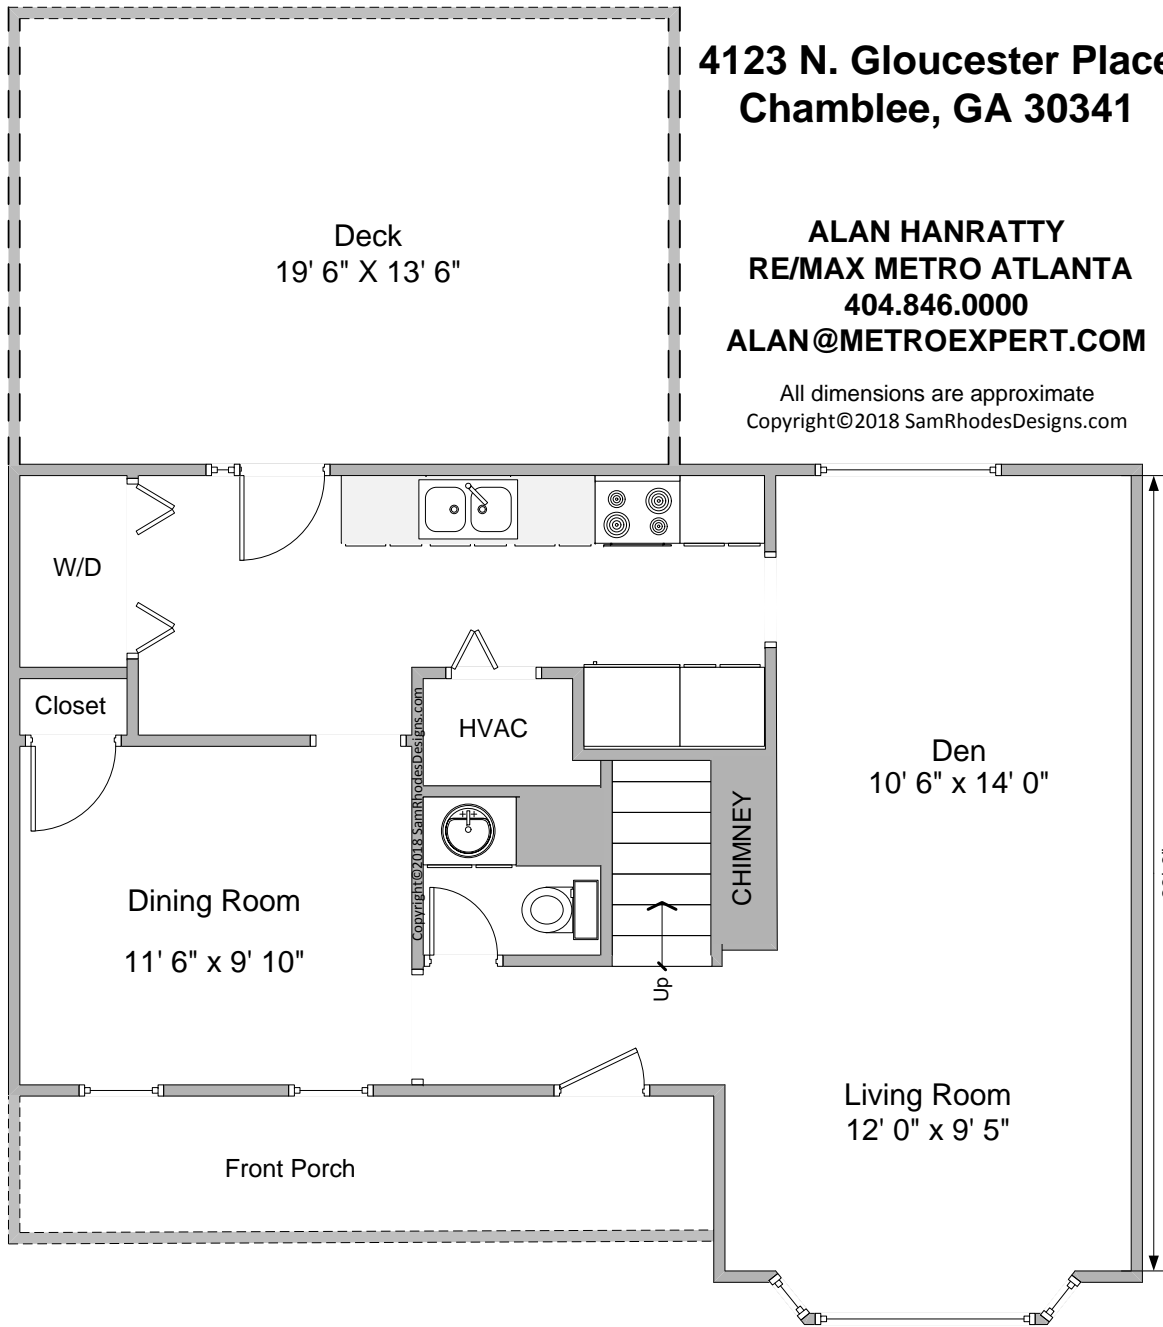 4123 N. Gloucester Place
Chamblee, GA 30341
ALAN HANRATTY
RE/MAX METRO ATLANTA
404.846.0000
ALAN@METROEXPERT.COM
All dimensions are approximate
Copyright©2018 SamRhodesDesigns.com
Deck
19' 6" X 13' 6"
W/D
Closet
HVAC
Copyright©2018 SamRhodesDesigns.com
Den
10' 6" x 14' 0"
CHIMNEY
Dining Room
11' 6" x 9' 10"
Up
Living Room
12' 0" x 9' 5"
Front Porch